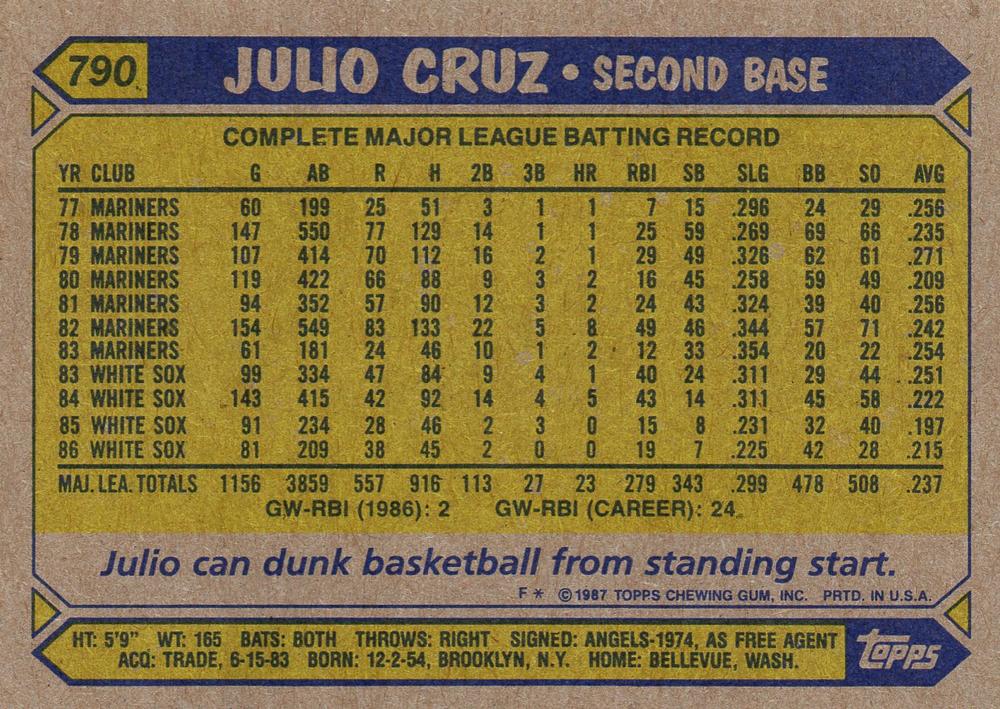 790 JULIO CRUZ • SECOND BASE
COMPLETE MAJOR LEAGUE BATTING RECORD
YR CLUB G AB R H 2B 3B HR RBI SB SLG BB SO AVG
77 MARINERS 60 199 25 51 3 1 1 7 15 .296 24 29 .256
78 MARINERS 147 550 77 129 14 1 1 25 59 .269 69 66 .235
79 MARINERS 107 414 70 112 16 2 1 29 49 .326 62 61 .271
80 MARINERS 119 422 66 88 9 3 2 16 45 .258 59 49 .209
81 MARINERS 94 352 57 90 12 3 2 24 43 .324 39 40 .256
82 MARINERS 154 549 83 133 22 5 8 49 46 .344 57 71 .242
83 MARINERS 61 181 24 46 10 1 2 12 33 .354 20 22 .254
83 WHITE SOX 99 334 47 84 9 4 1 40 24 .311 29 44 .251
84 WHITE SOX 143 415 42 92 14 4 5 43 14 .311 45 58 .222
85 WHITE SOX 91 234 28 46 2 3 0 15 8 .231 32 40 .197
86 WHITE SOX 81 209 38 45 2 0 0 19 7 .225 42 28 .215
MAJ. LEA. TOTALS 1156 3859 557 916 113 27 23 279 343 .299 478 508 .237
GW-RBI (1986): 2 GW-RBI (CAREER): 24
Julio can dunk basketball from standing start.
F * © 1987 TOPPS CHEWING GUM, INC. PRTD. IN U.S.A.
HT: 5'9" WT: 165 BATS: BOTH THROWS: RIGHT SIGNED: ANGELS-1974, AS FREE AGENT
ACQ: TRADE, 6-15-83 BORN: 12-2-54, BROOKLYN, N.Y. HOME: BELLEVUE, WASH.
topps